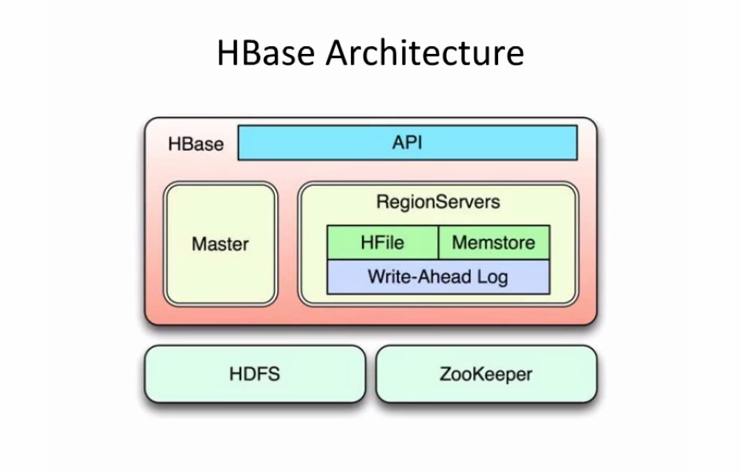 HBase Architecture
HBase
API
Master
RegionServers
HFile
Memstore
Write-Ahead Log
HDFS
ZooKeeper